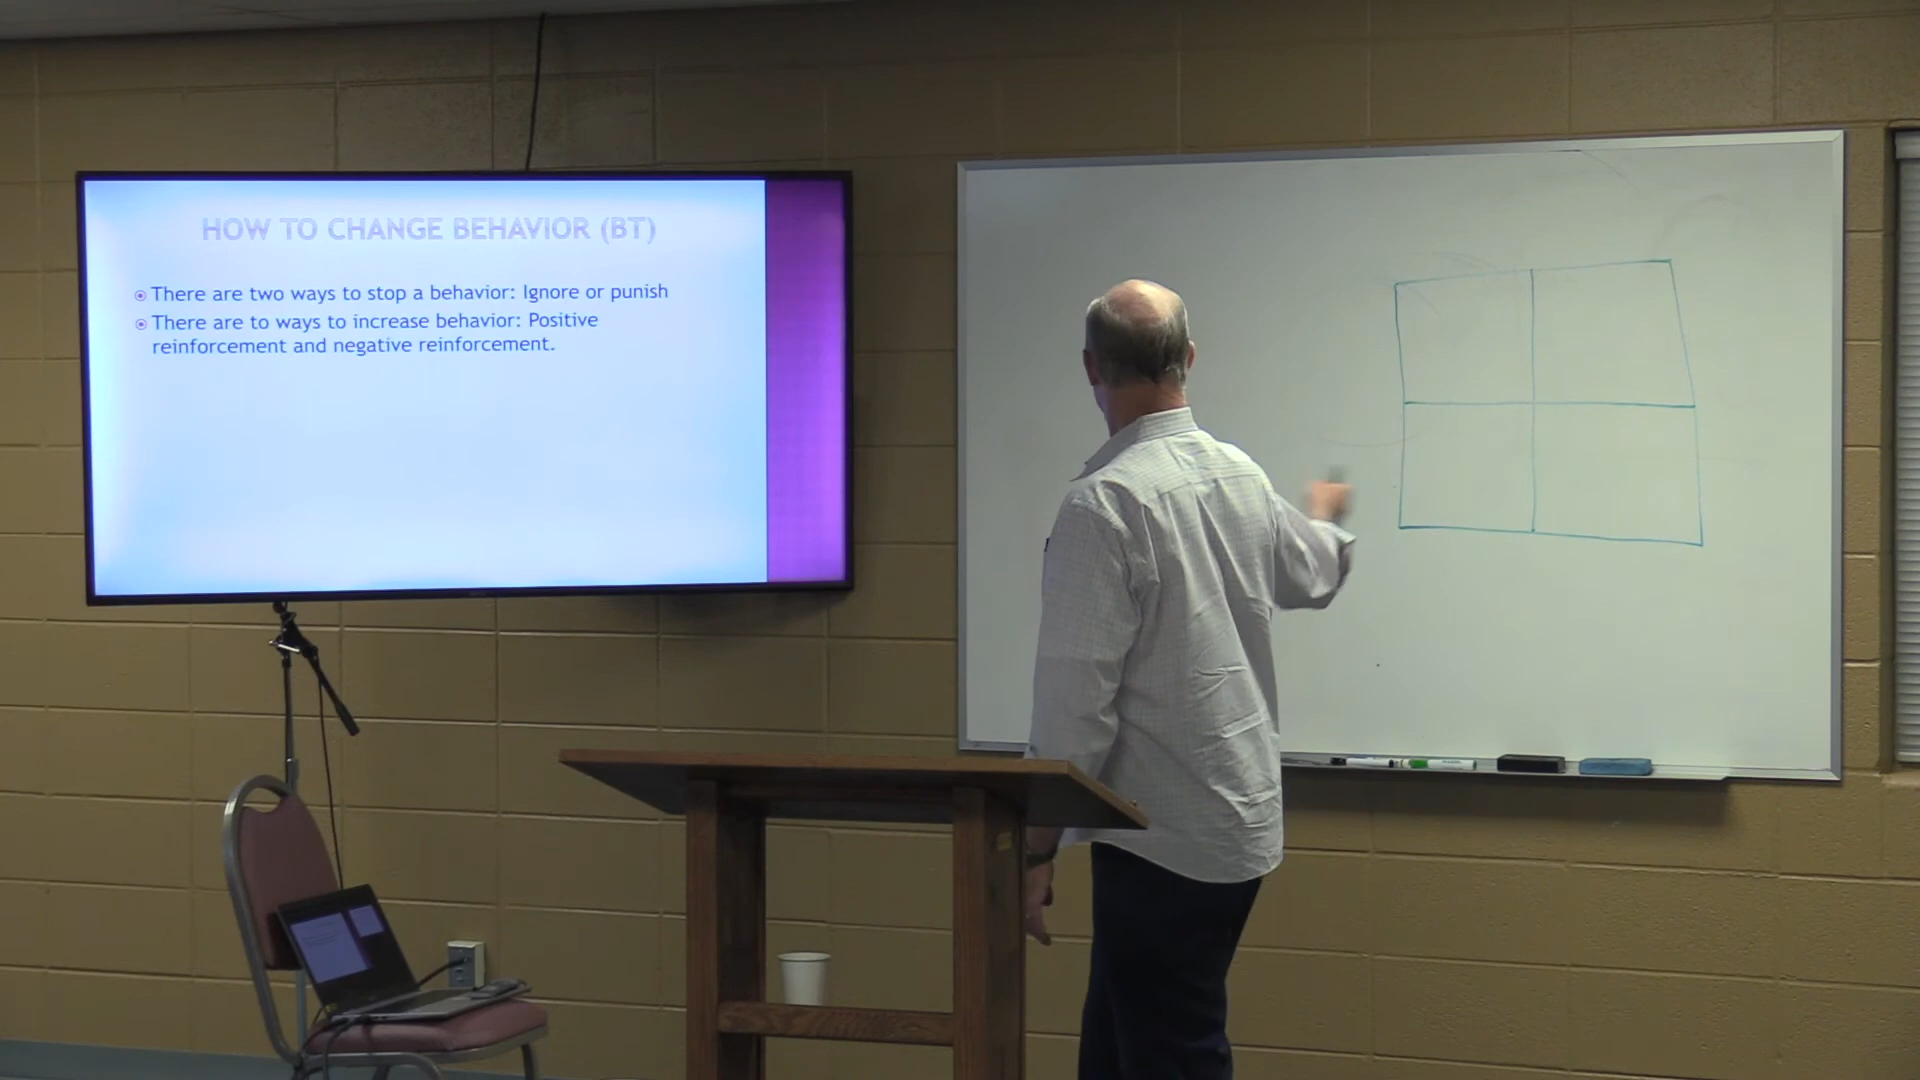 HOW TO CHANGE BEHAVIOR (BT)
There are two ways to stop a behavior: Ignore or punish
There are to ways to increase behavior: Positive
reinforcement and negative reinforcement.